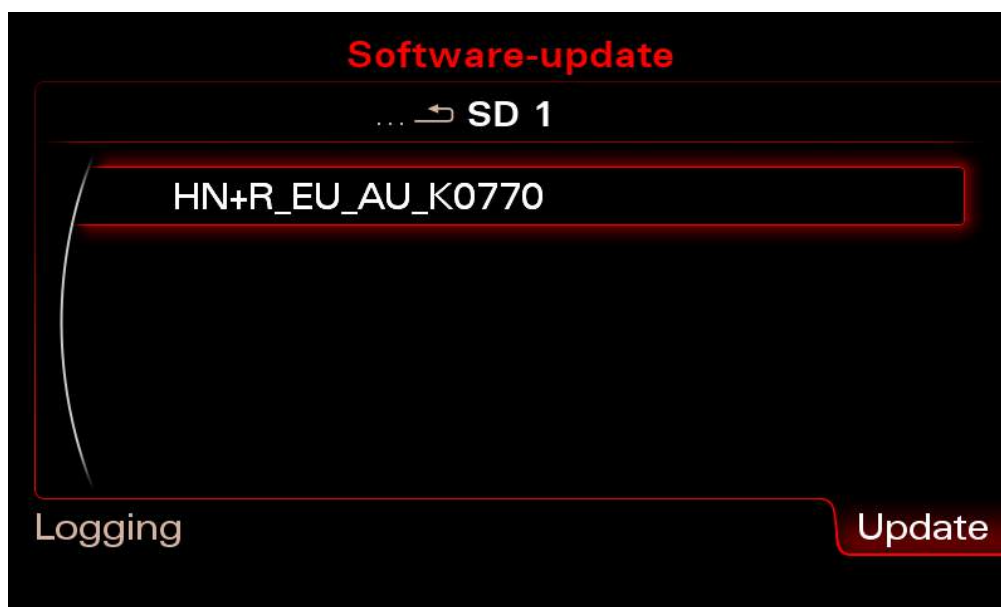 Software-update
... SD 1
HN+R_EU_AU_K0770
Logging
Update